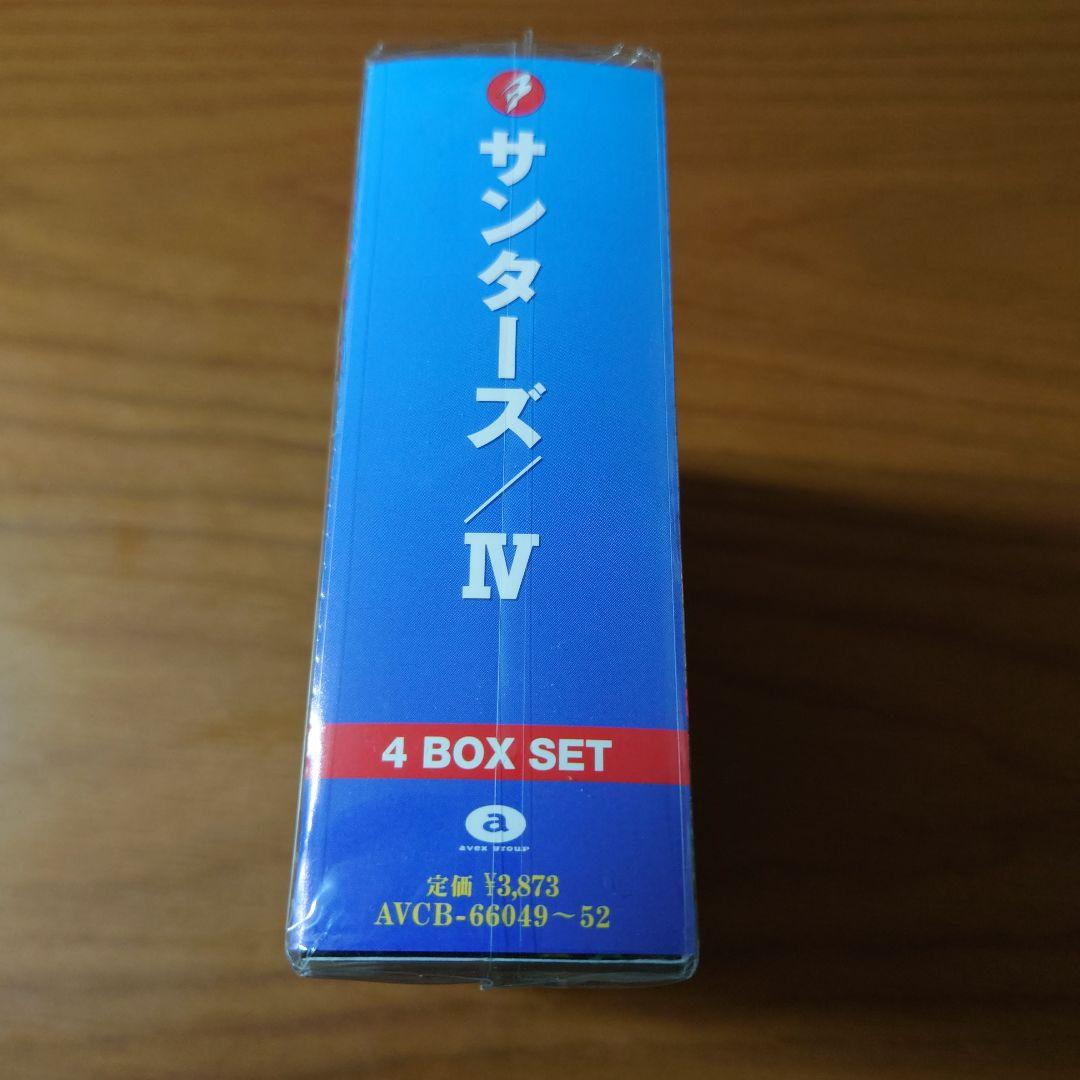 サンターズ/Ⅳ
4 BOX SET
a
avex group
定価 ¥3,873
AVCB-66049～52